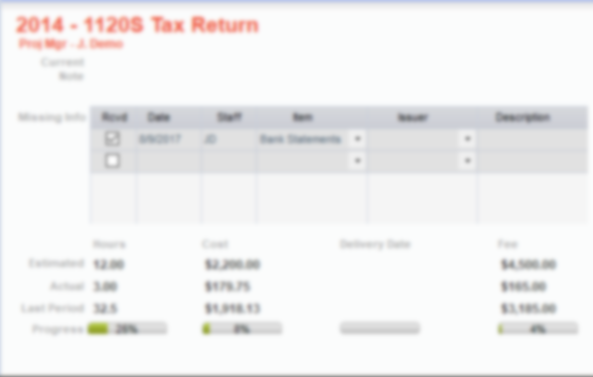 2014 - 1120S Tax Return
Proj Mgr - J. Demo
Current
Note
Missing Info Rcvd Date Staff Item Issuer Description
9/9/2017 JD Bank Statements
Hours Cost Delivery Date Fee
Estimated 12.00 $2,200.00 $4,500.00
Actual 3.00 $179.75 $165.00
Last Period 32.5 $1,918.13 $3,185.00
Progress 8% 4%